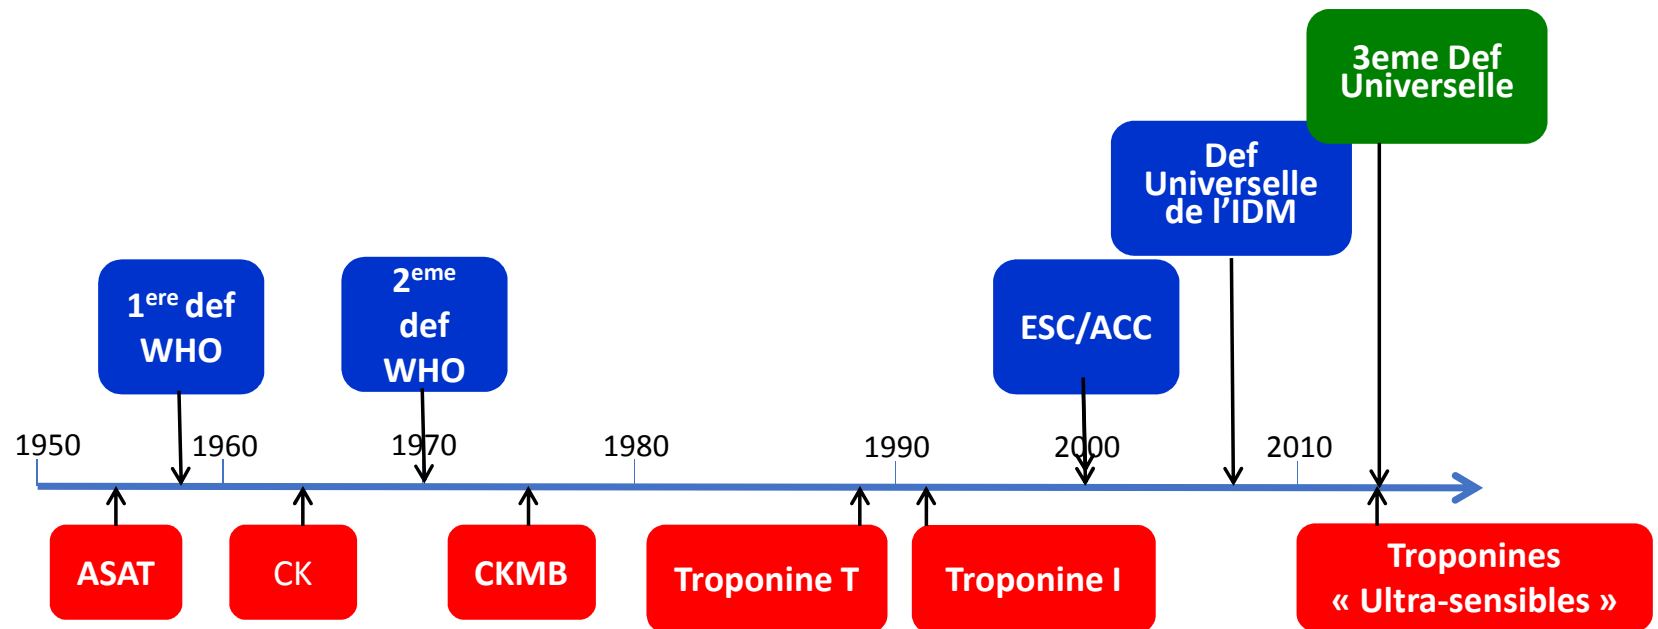 3eme Def
Universelle
Def
Universelle
de l’IDM
1ere def
WHO
2eme
def
WHO
ESC/ACC
1950
1960
1970
1980
1990
2000
2010
ASAT
CK
CKMB
Troponine T
Troponine I
Troponines
« Ultra-sensibles »